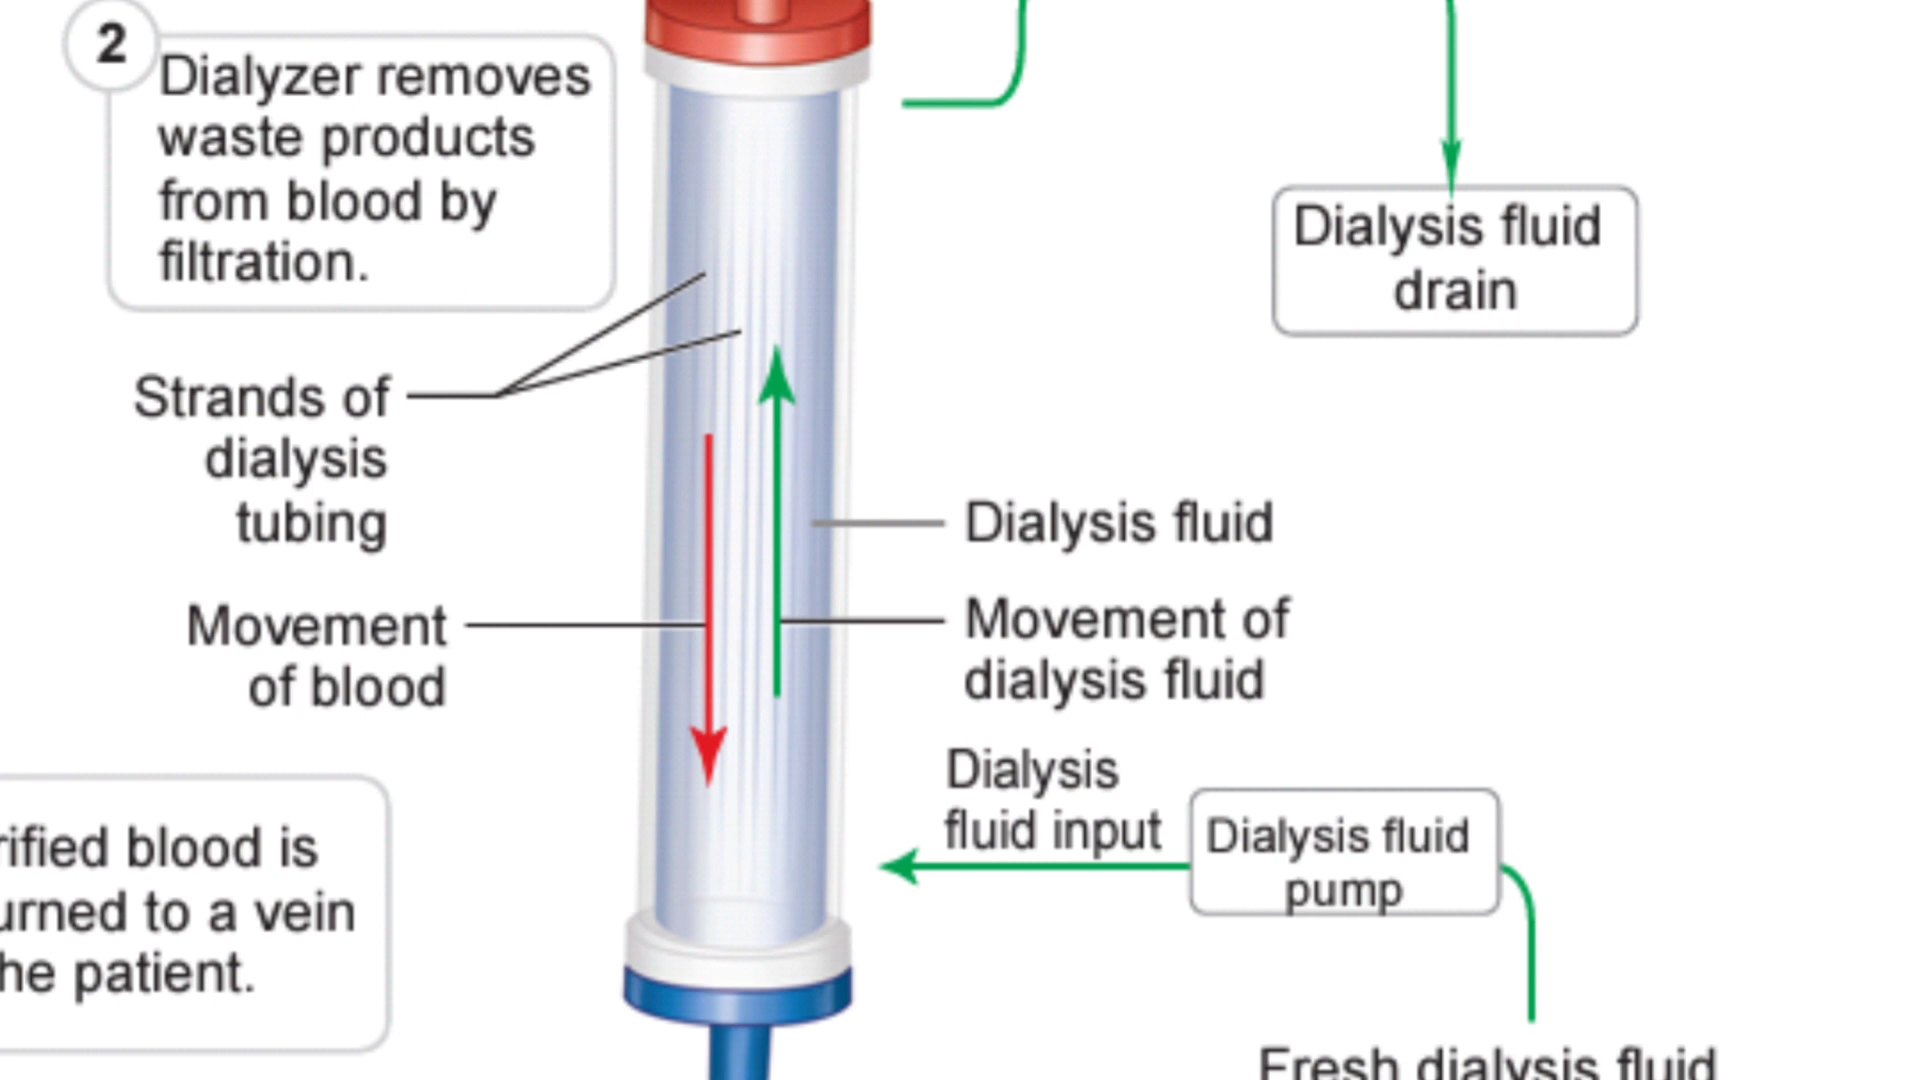 2
Dialyzer removes
waste products
from blood by
filtration.
Dialysis fluid
drain
Strands of
dialysis
tubing
Dialysis fluid
Movement
of blood
Movement of
dialysis fluid
Dialysis
fluid input
Dialysis fluid
pump
rified blood is
urned to a vein
he patient.
Fresh dialysis fluid